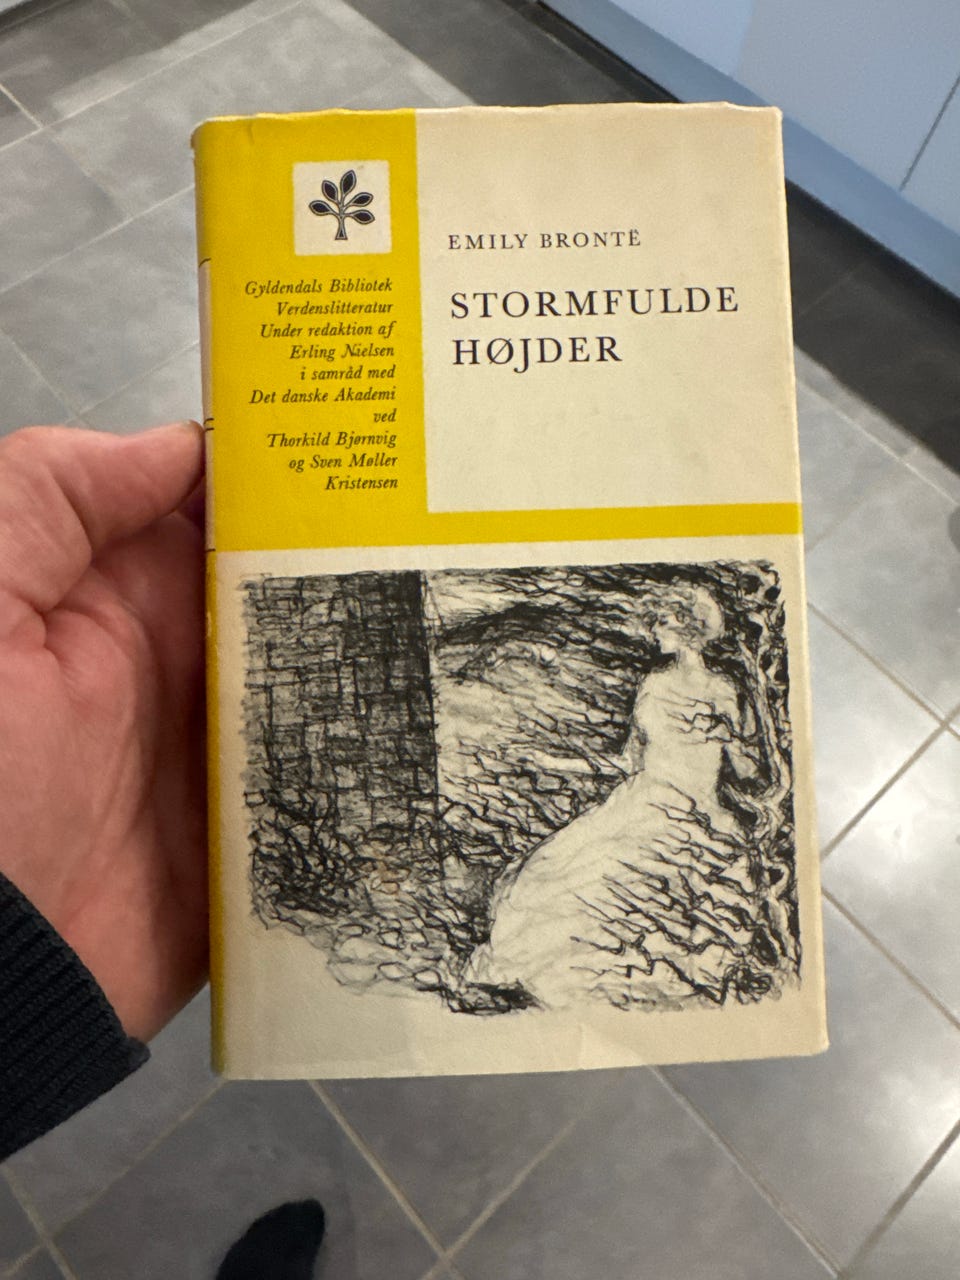 Gyldendals Bibliotek
Verdenslitteratur
Under redaktion af
Erling Nielsen
i samråd med
Det danske Akademi
ved
Thorkild Bjørnvig
og Sven Møller
Kristensen
EMILY BRONTË
STORMFULDE
HØJDER